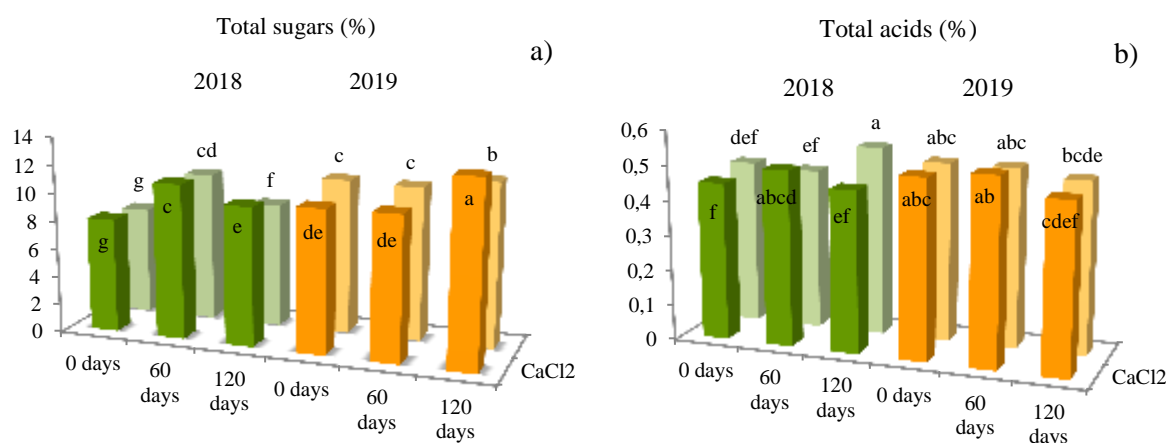 Total sugars (%)
a)
2018 2019
14
12
10
8
6
4
2
0
g
cd
f
c
c
b
g
c
e
de
de
a
0 days
60
days
120
days
0 days
60
days
120
days
CaCl2
Total acids (%)
b)
2018 2019
0,6
0,5
0,4
0,3
0,2
0,1
0
def
ef
a
abc
abc
bcde
f
abcd
ef
abc
ab
cdef
0 days
60
days
120
days
0 days
60
days
120
days
CaCl2